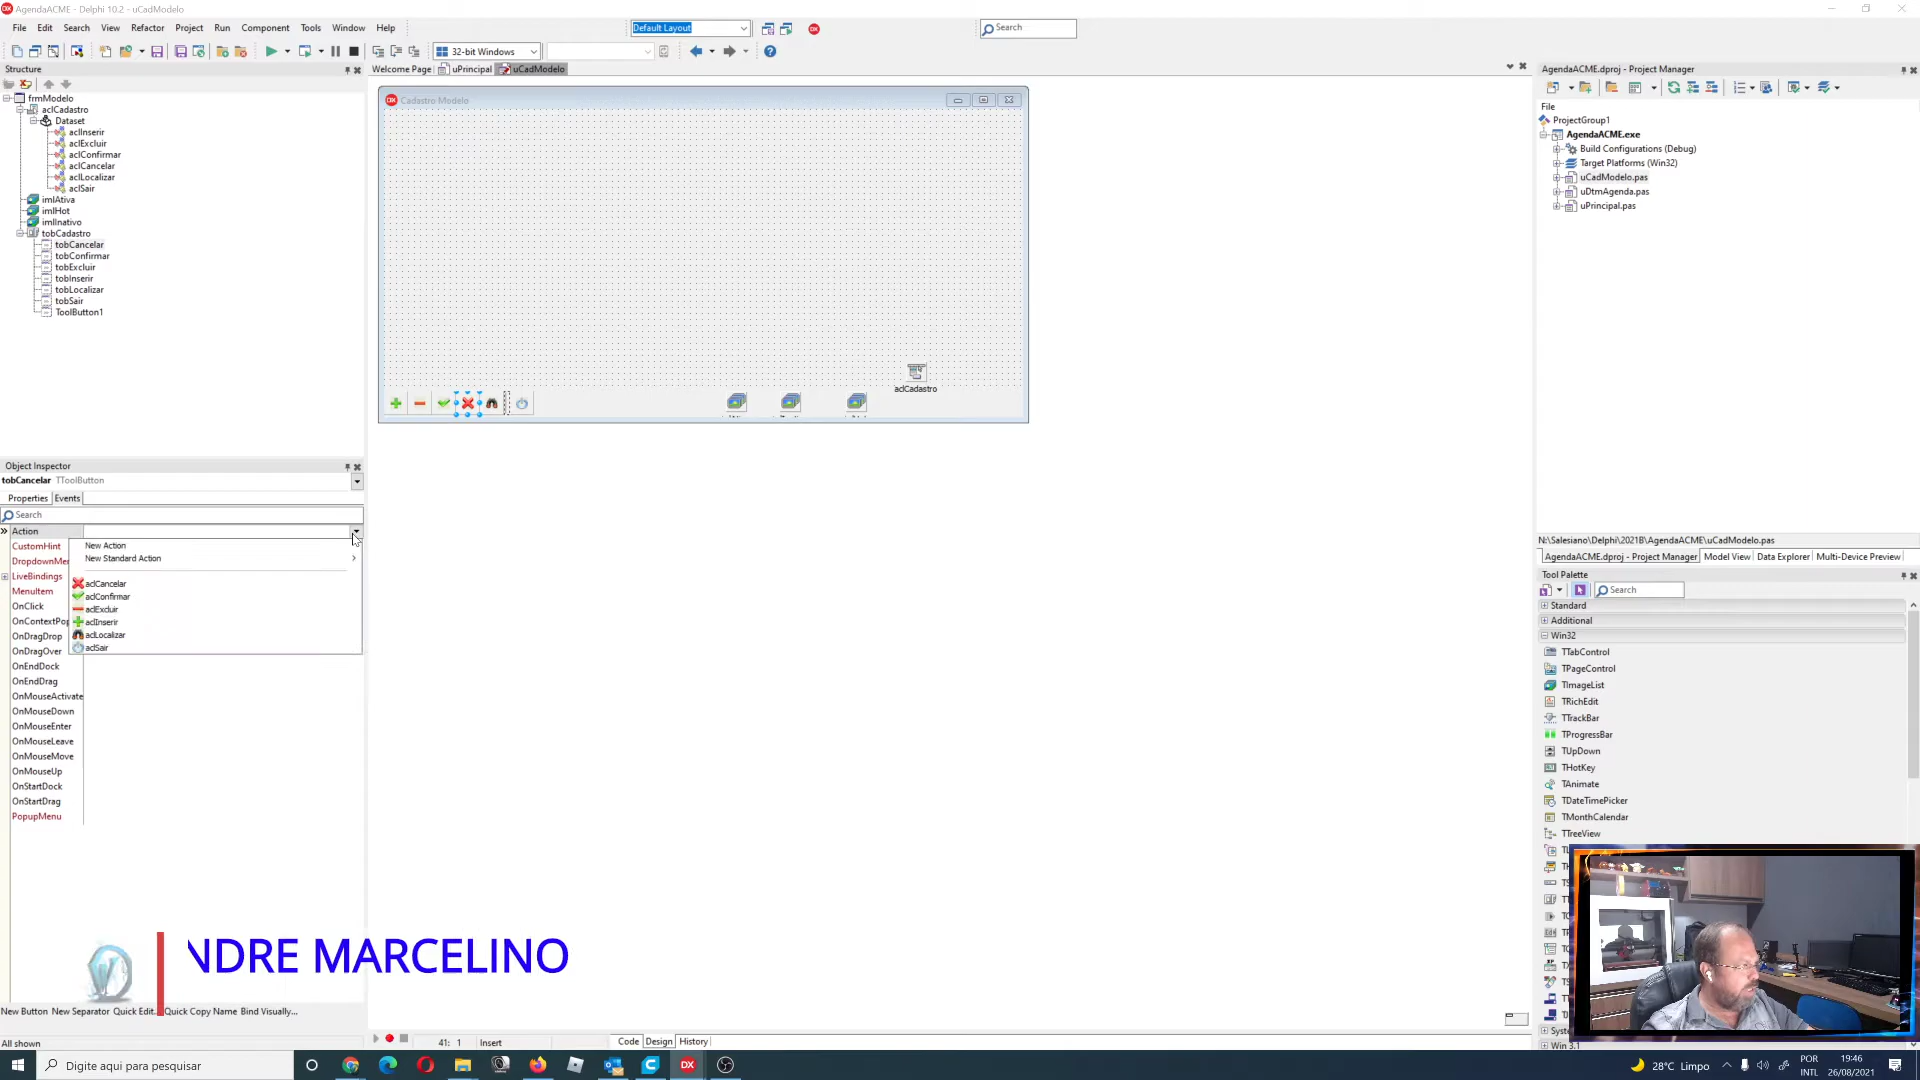 AgendaACME - Delphi 10.2 - uCadModelo
File Edit Search View Refactor Project Run Component Tools Window Help
Default Layout
Search
32-bit Windows
Structure
Welcome Page uPrincipal uCadModelo
frmModelo
aclCadastro
Dataset
aclInserir
aclExcluir
aclConfirmar
aclCancelar
aclLocalizar
aclSair
imlAtiva
imlHot
imlInativo
tobCadastro
tobCancelar
tobConfirmar
tobExcluir
tobInserir
tobLocalizar
tobSair
ToolButton1
Cadastro Modelo
aclCadastro
Object Inspector
tobCancelar TToolButton
Properties Events
Search
Action
CustomHint
DropdownMen
LiveBindings
MenuItem
OnClick
OnContextPop
OnDragDrop
OnDragOver
OnEndDock
OnEndDrag
OnMouseActivate
OnMouseDown
OnMouseEnter
OnMouseLeave
OnMouseMove
OnMouseUp
OnStartDock
OnStartDrag
PopupMenu
New Action
New Standard Action
aclCancelar
aclConfirmar
aclExcluir
aclInserir
aclLocalizar
aclSair
NDRE MARCELINO
New Button New Separator Quick Edit... Quick Copy Name Bind Visually...
All shown
41: 1 Insert
Code Design History
AgendaACME.dproj - Project Manager
File
ProjectGroup1
AgendaACME.exe
Build Configurations (Debug)
Target Platforms (Win32)
uCadModelo.pas
uDtmAgenda.pas
uPrincipal.pas
N:\Salesiano\Delphi\2021B\AgendaACME\uCadModelo.pas
AgendaACME.dproj - Project Manager Model View Data Explorer Multi-Device Preview
Tool Palette
Search
Standard
Additional
Win32
TTabControl
TPageControl
TImageList
TRichEdit
TTrackBar
TProgressBar
TUpDown
THotKey
TAnimate
TDateTimePicker
TMonthCalendar
TTreeView
Win 3.1
Digite aqui para pesquisar
28°C Limpo
POR
INTL
19:46
26/08/2021